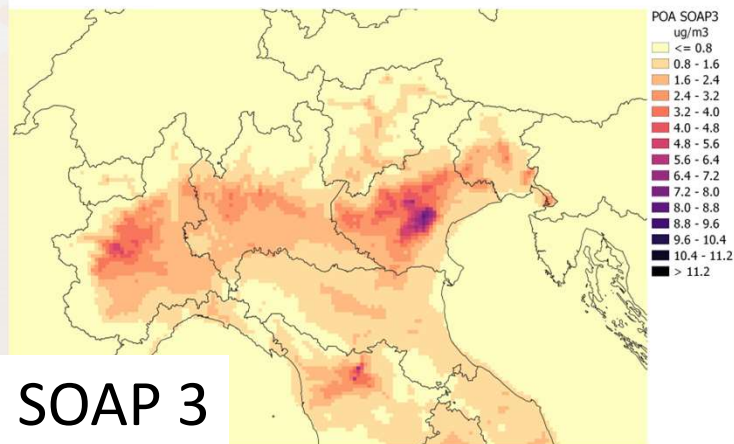 POA SOAP3
ug/m3
<= 0.8
0.8 - 1.6
1.6 - 2.4
2.4 - 3.2
3.2 - 4.0
4.0 - 4.8
4.8 - 5.6
5.6 - 6.4
6.4 - 7.2
7.2 - 8.0
8.0 - 8.8
8.8 - 9.6
9.6 - 10.4
10.4 - 11.2
> 11.2
SOAP 3